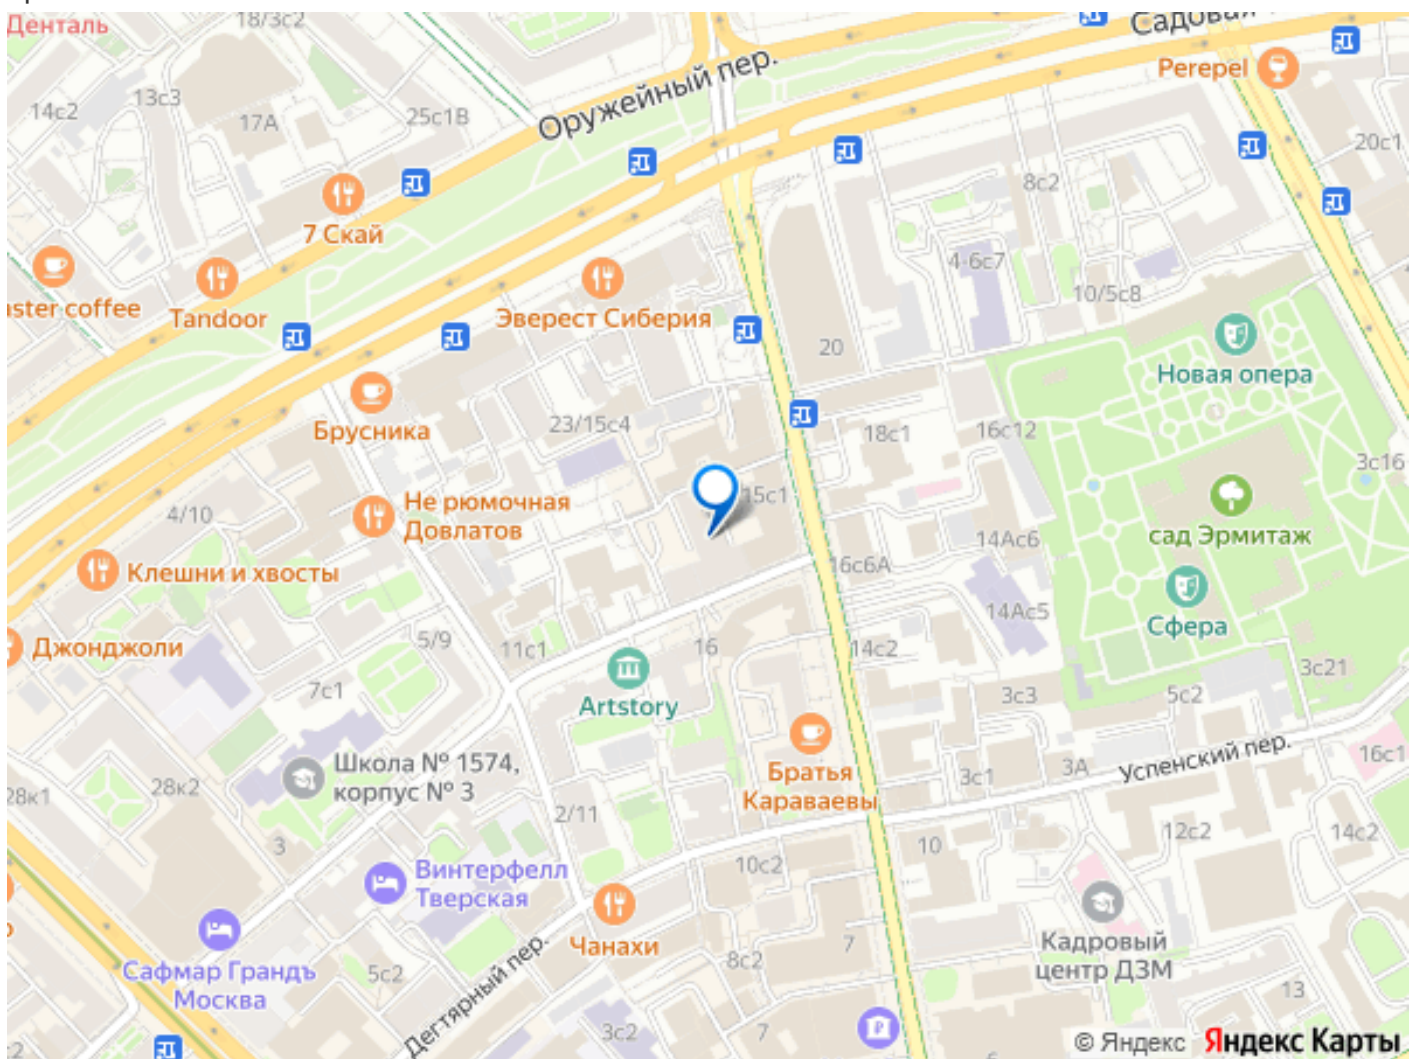 Денталь
18/3с2
Садовая
Perepel
14с2
13с3
17А
25с1В
Оружейный пер.
20с1
8с2
7 Скай
4-6с7
10/5с8
aster coffee
Tandoor
Эверест Сиберия
20
Новая опера
Брусника
23/15с4
18с1
16с12
3с16
4/10
Не рюмочная
Довлатов
15с1
сад Эрмитаж
14Ас6
Клешни и хвосты
16с6А
14Ас5
Сфера
Джонджоли
5/9
11с1
16
14с2
3с21
7с1
Artstory
3с3
5с2
Школа № 1574,
корпус № 3
Братья
Караваевы
3с1
3А
Успенский пер.
16с1
28к1
28к2
2/11
12с2
14с2
3
10с2
10
Винтерфелл
Тверская
Чанахи
7
8с2
Кадровый
центр ДЗМ
Сафмар Грандъ
Москва
5с2
Дегтярный пер.
3с2
7
13
© Яндекс Яндекс Карты